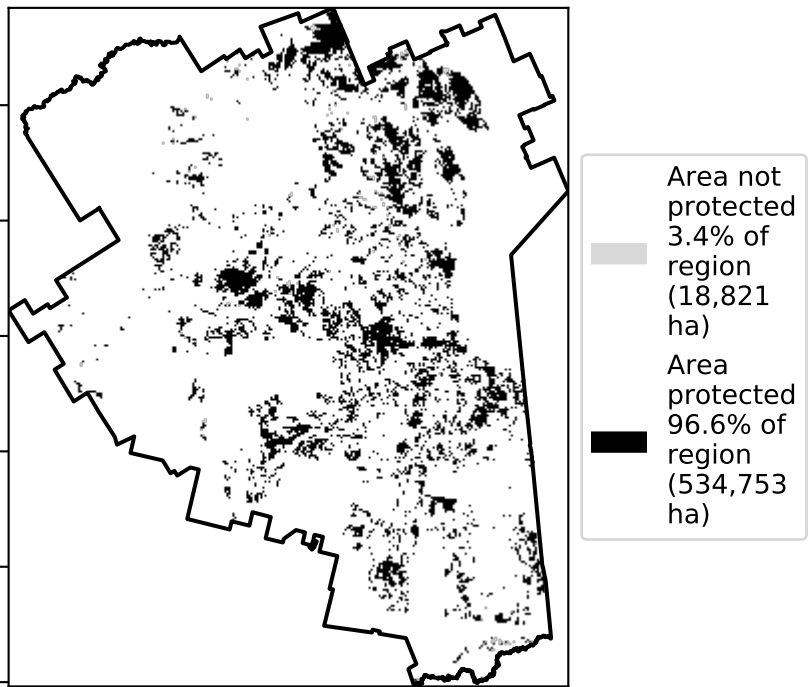 Area not
protected
3.4% of
region
(18,821
ha)
Area
protected
96.6% of
region
(534,753
ha)